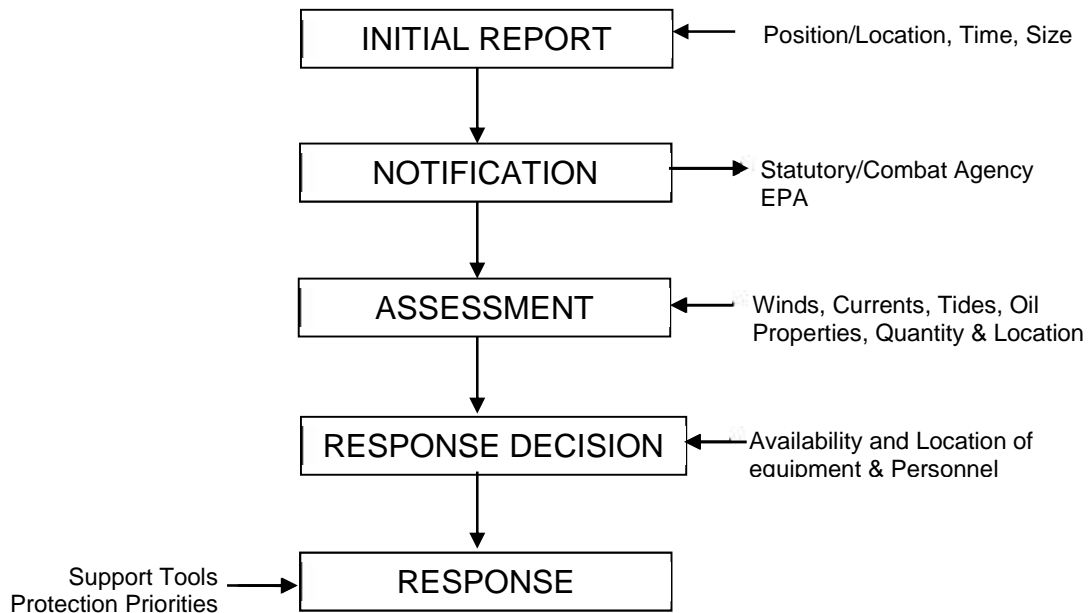 INITIAL REPORT
Position/Location, Time, Size
NOTIFICATION
Statutory/Combat Agency
EPA
ASSESSMENT
Winds, Currents, Tides, Oil
Properties, Quantity & Location
RESPONSE DECISION
Availability and Location of
equipment & Personnel
Support Tools
Protection Priorities
RESPONSE